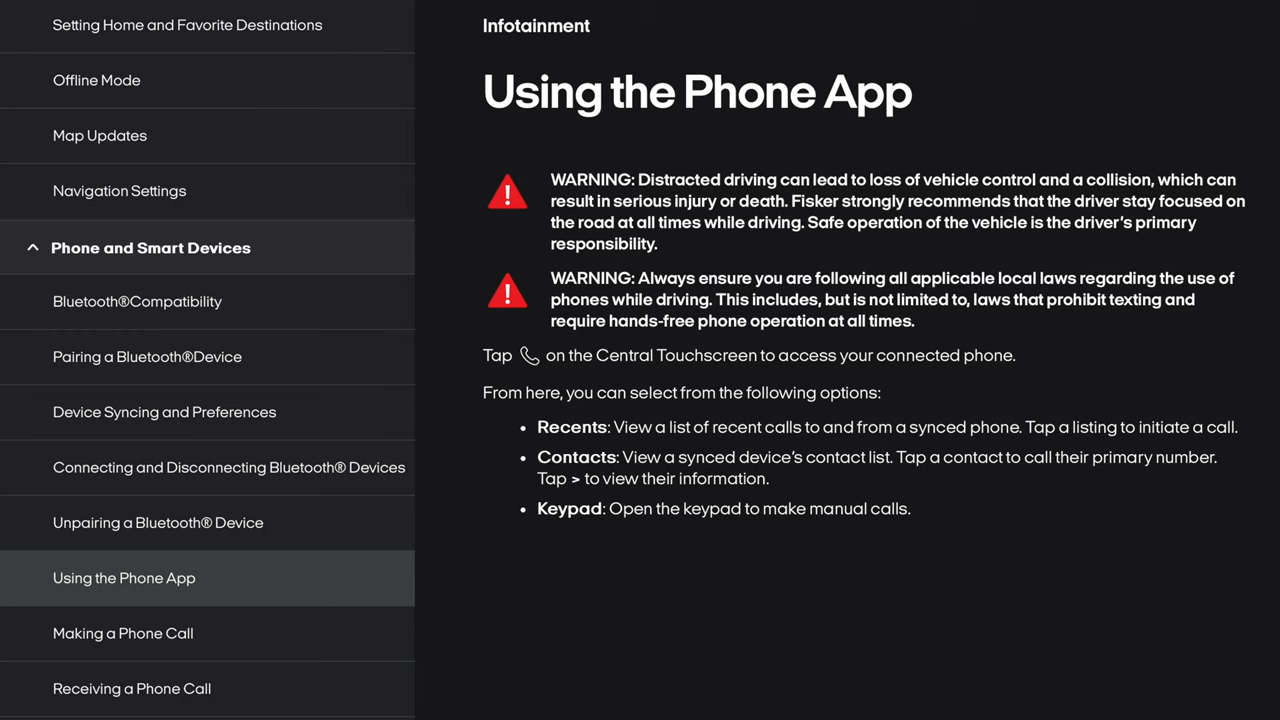 Setting Home and Favorite Destinations
Offline Mode
Map Updates
Navigation Settings
Phone and Smart Devices
Bluetooth®Compatibility
Pairing a Bluetooth®Device
Device Syncing and Preferences
Connecting and Disconnecting Bluetooth® Devices
Unpairing a Bluetooth® Device
Using the Phone App
Making a Phone Call
Receiving a Phone Call
Infotainment
Using the Phone App
WARNING: Distracted driving can lead to loss of vehicle control and a collision, which can
result in serious injury or death. Fisker strongly recommends that the driver stay focused on
the road at all times while driving. Safe operation of the vehicle is the driver's primary
responsibility.
WARNING: Always ensure you are following all applicable local laws regarding the use of
phones while driving. This includes, but is not limited to, laws that prohibit texting and
require hands-free phone operation at all times.
Tap on the Central Touchscreen to access your connected phone.
From here, you can select from the following options:
• Recents: View a list of recent calls to and from a synced phone. Tap a listing to initiate a call.
• Contacts: View a synced device's contact list. Tap a contact to call their primary number.
Tap > to view their information.
• Keypad: Open the keypad to make manual calls.